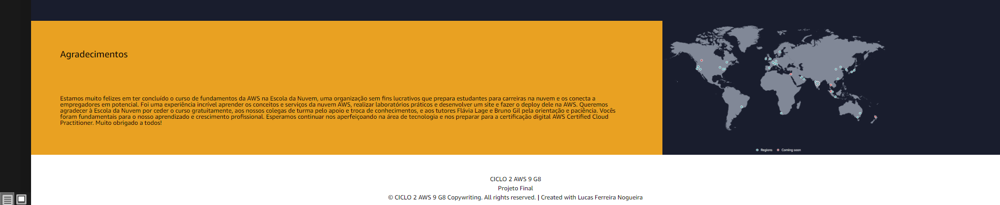 Agradecimentos
Estamos muito felizes em ter concluído o curso de fundamentos da AWS na Escola da Nuvem, uma organização sem fins lucrativos que prepara estudantes para carreiras na nuvem e os conecta a
empregadores em potencial. Foi uma experiência incrível aprender os conceitos e serviços da nuvem AWS, realizar laboratórios práticos e desenvolver um site e fazer o deploy dele na AWS. Queremos
agradecer à Escola da Nuvem por ceder o curso gratuitamente, aos nossos colegas de turma pelo apoio e troca de conhecimentos, e aos tutores Flávia Lage e Bruno Gil pela orientação e paciência. Vocês
foram fundamentais para o nosso aprendizado e crescimento profissional. Esperamos continuar nos aperfeiçoando na área de tecnologia e nos preparar para a certificação digital AWS Certified Cloud
Practitioner. Muito obrigado a todos!
Regions Coming soon
CICLO 2 AWS 9 G8
Projeto Final
© CICLO 2 AWS 9 G8 Copywriting. All rights reserved. | Created with Lucas Ferreira Nogueira